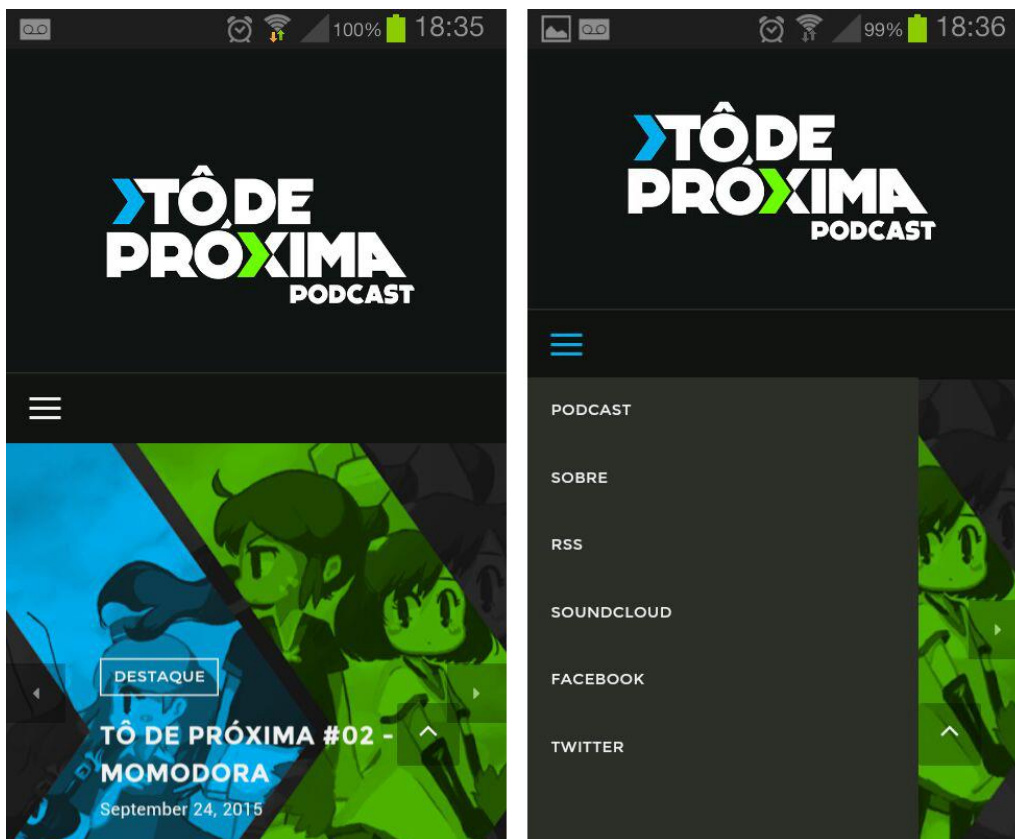 100% 18:35
TÔ DE
PRÓXIMA
PODCAST
DESTAQUE
TÔ DE PRÓXIMA #02 -
MOMODORA
September 24, 2015
99% 18:36
TÔ DE
PRÓXIMA
PODCAST
PODCAST
SOBRE
RSS
SOUNDCLOUD
FACEBOOK
TWITTER